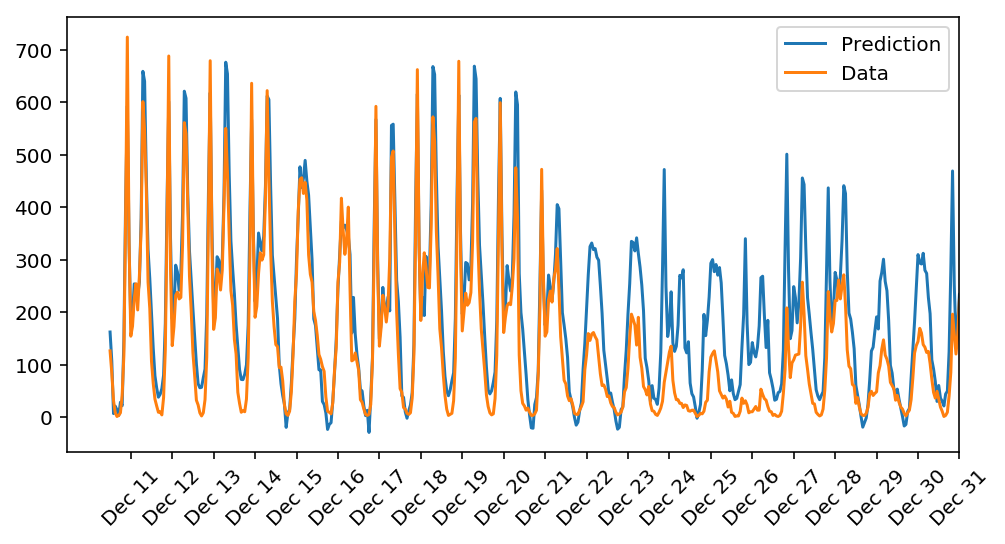 700
600
500
400
300
200
100
0
Prediction
Data
Dec 11
Dec 12
Dec 13
Dec 14
Dec 15
Dec 16
Dec 17
Dec 18
Dec 19
Dec 20
Dec 21
Dec 22
Dec 23
Dec 24
Dec 25
Dec 26
Dec 27
Dec 28
Dec 29
Dec 30
Dec 31